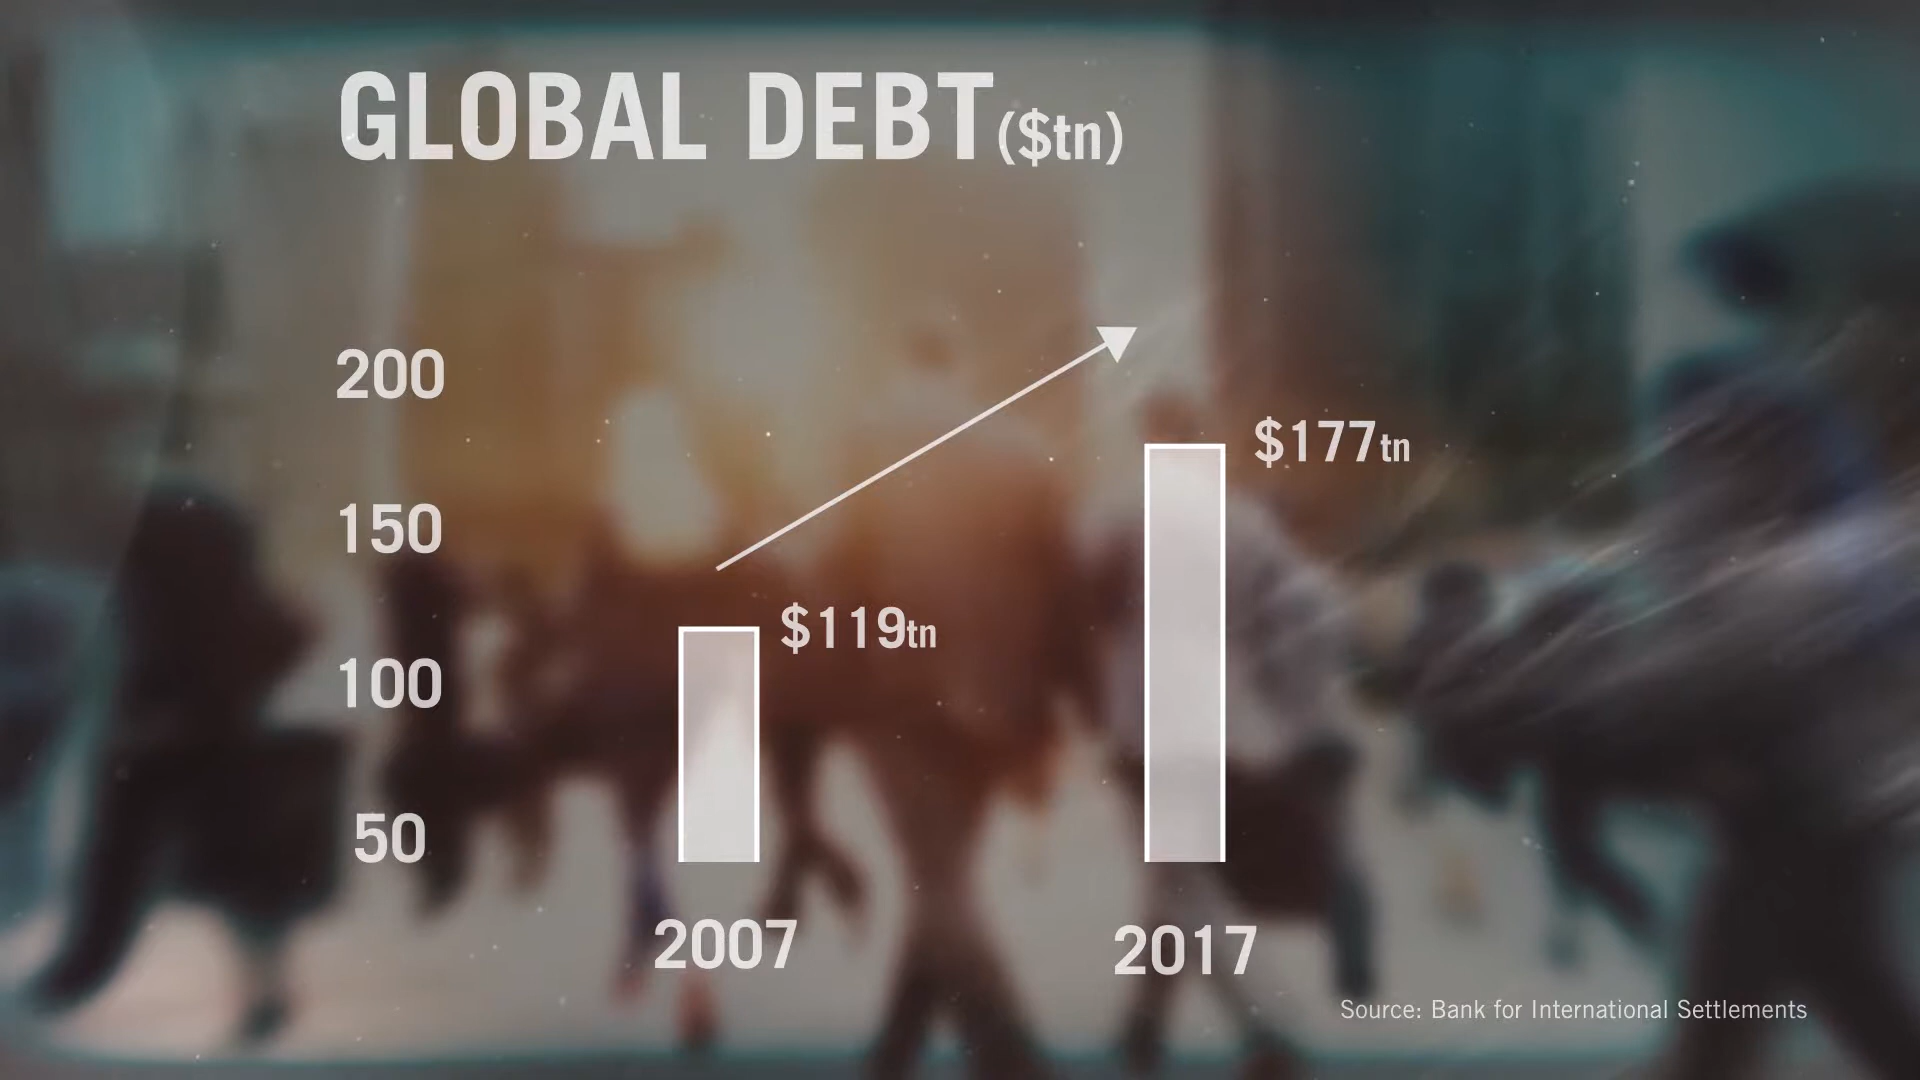 GLOBAL DEBT ($tn)
200
150
100
50
$119tn
$177tn
2007
2017
Source: Bank for International Settlements